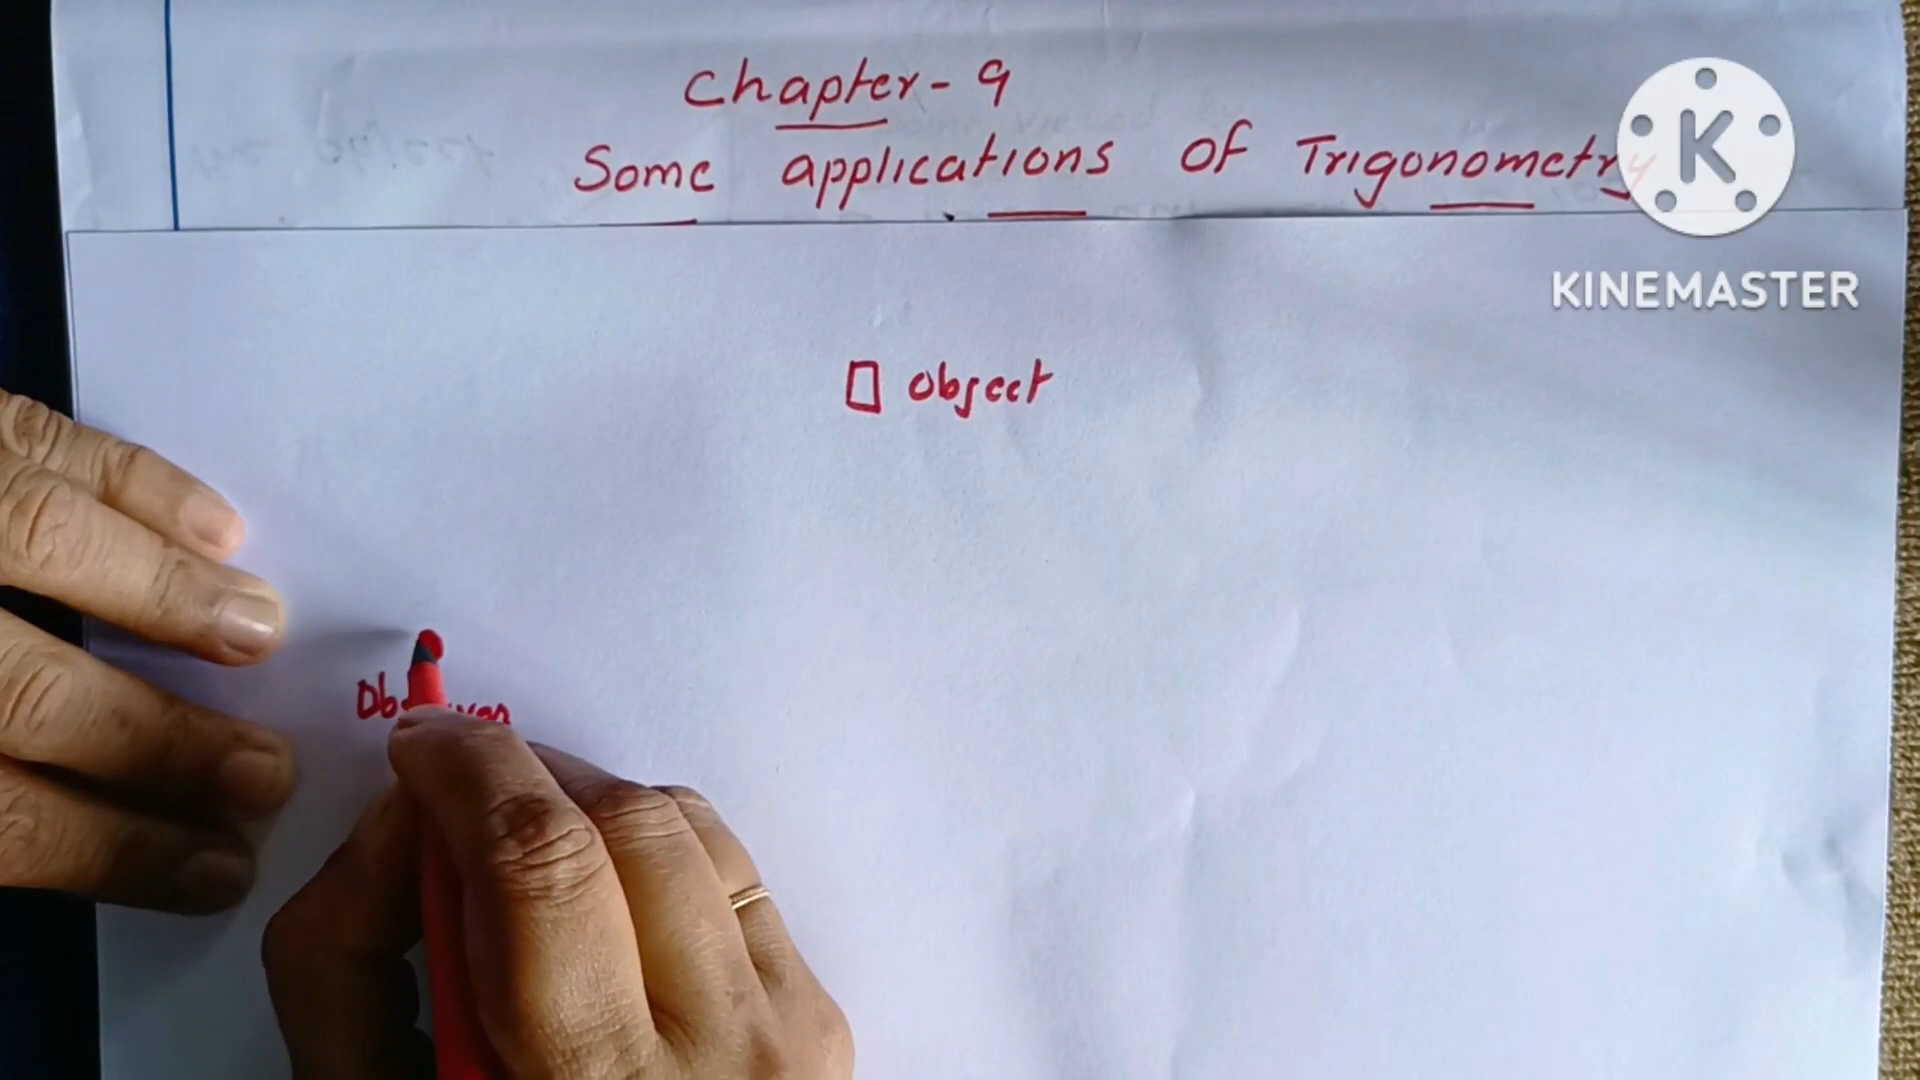 Chapter - 9
Some applications of Trigonometry
K
KINEMASTER
object